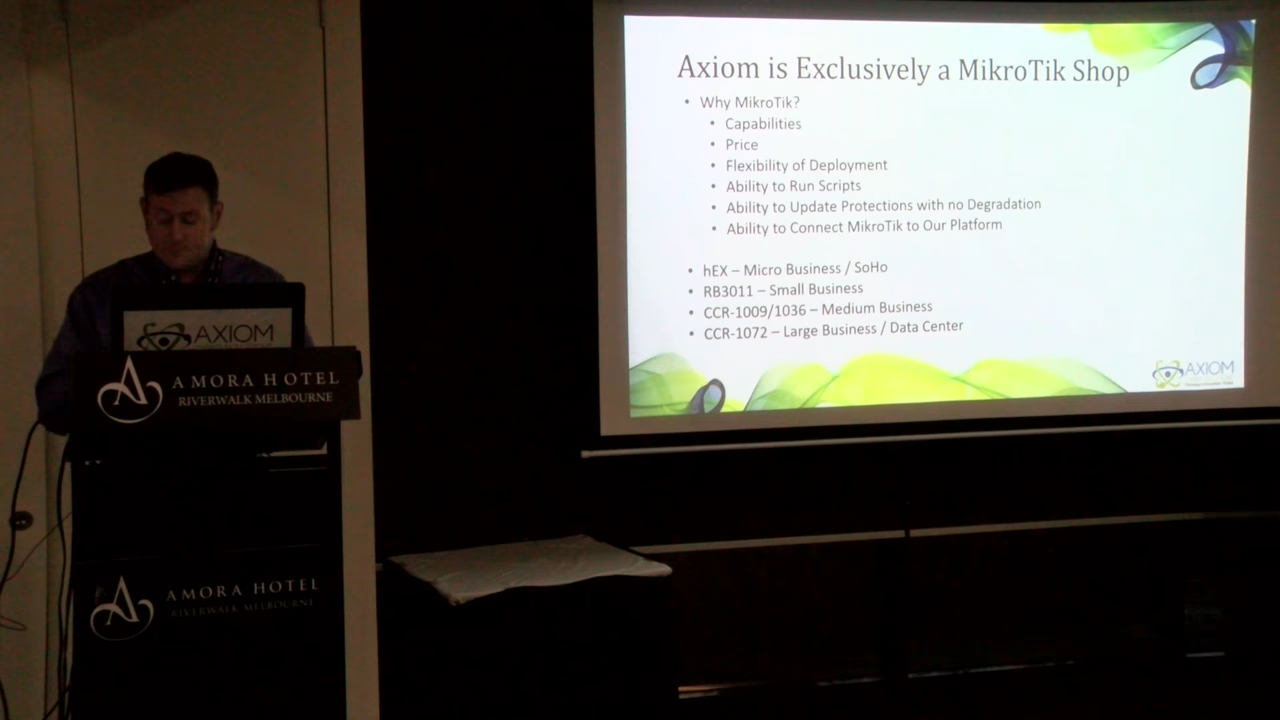 Axiom is Exclusively a MikroTik Shop
• Why MikroTik?
• Capabilities
• Price
• Flexibility of Deployment
• Ability to Run Scripts
• Ability to Update Protections with no Degradation
• Ability to Connect MikroTik to Our Platform
• hEX – Micro Business / SoHo
• RB3011 – Small Business
• CCR-1009/1036 – Medium Business
• CCR-1072 – Large Business / Data Center
AXIOM
AXIOM
AMORA HOTEL
RIVERWALK MELBOURNE
AMORA HOTEL
RIVERWALK MELBOURNE